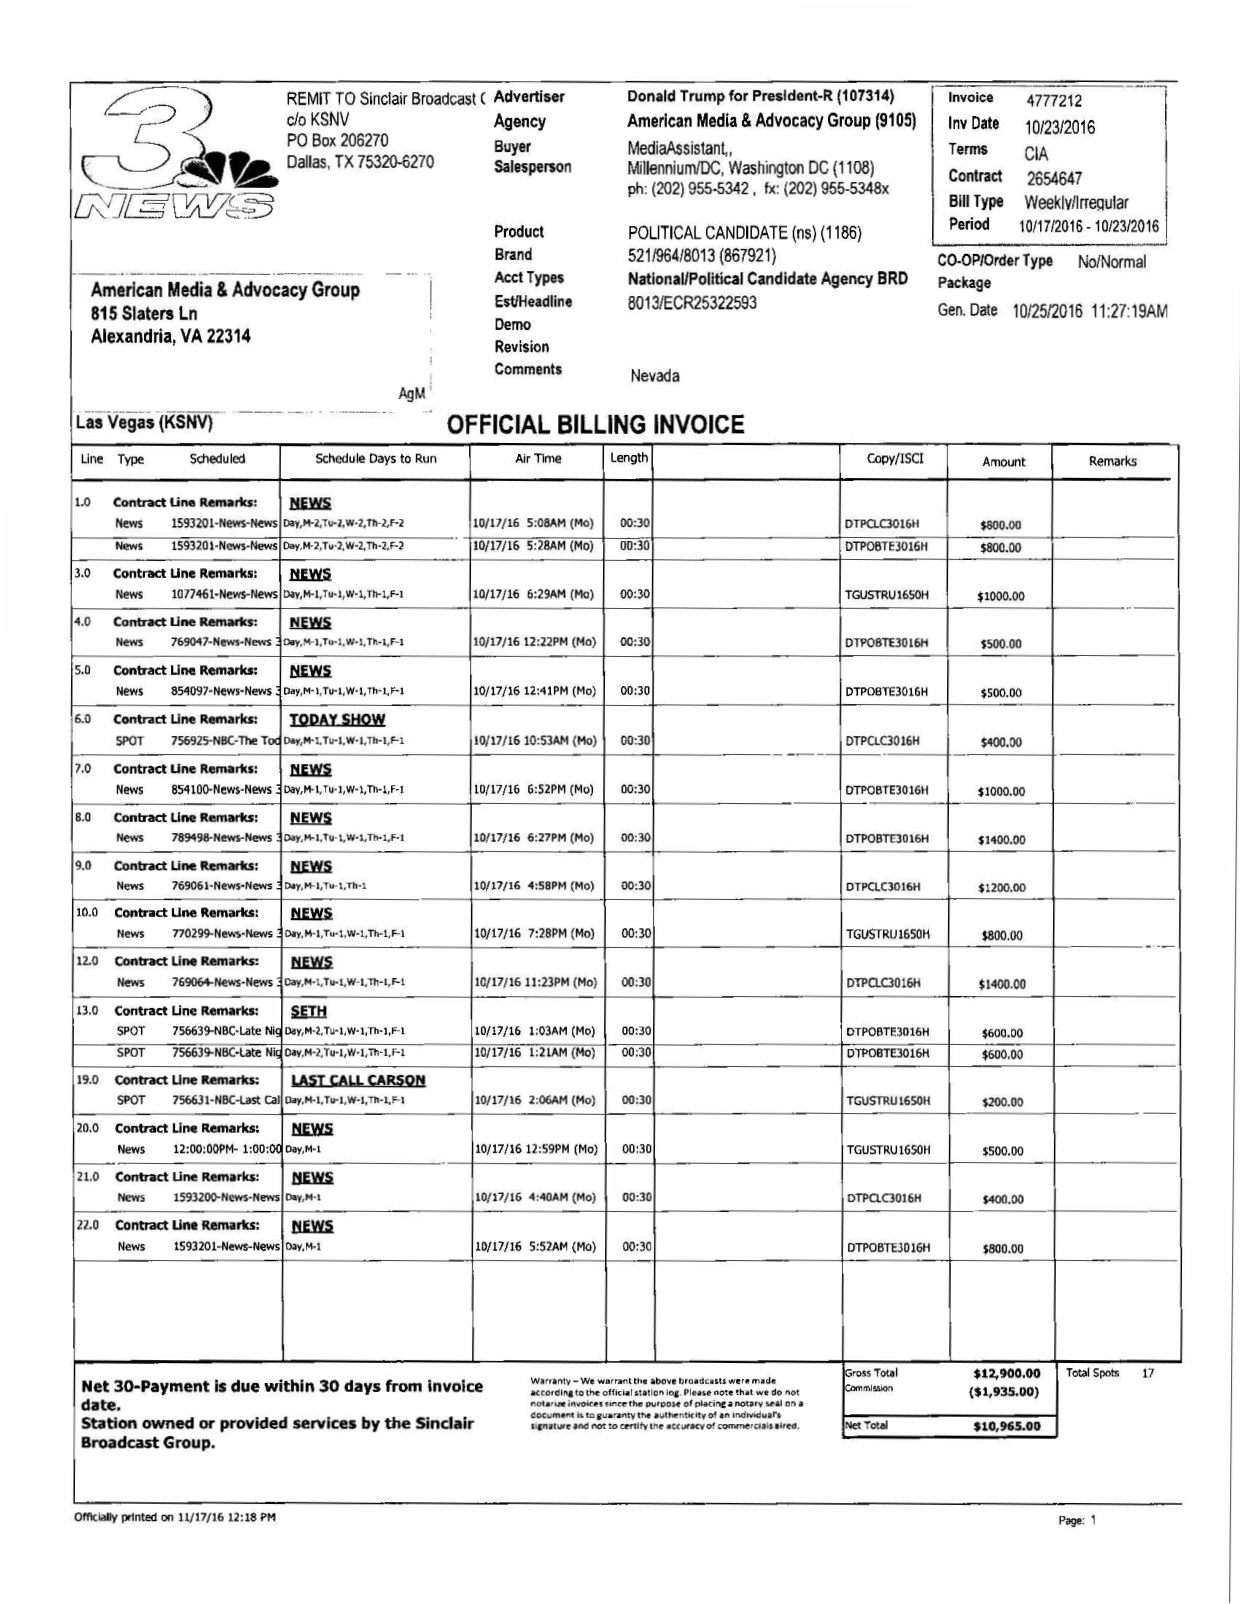 3
NEWS
REMIT TO Sinclair Broadcast C
c/o KSNV
PO Box 206270
Dallas, TX 75320-6270
Advertiser Donald Trump for President-R (107314)
Agency American Media & Advocacy Group (9105)
Buyer MediaAssistant,,
Salesperson Millennium/DC, Washington DC (1108)
ph: (202) 955-5342 , fx: (202) 955-5348x
Product POLITICAL CANDIDATE (ns) (1186)
Brand 521/964/8013 (867921)
Acct Types National/Political Candidate Agency BRD
Est/Headline 8013/ECR25322593
Demo
Revision
Comments Nevada
Invoice 4777212
Inv Date 10/23/2016
Terms CIA
Contract 2654647
Bill Type Weekly/Irregular
Period 10/17/2016 - 10/23/2016
CO-OP/Order Type No/Normal
Package
Gen. Date 10/25/2016 11:27:19AM
American Media & Advocacy Group
815 Slaters Ln
Alexandria, VA 22314
AgM
Las Vegas (KSNV) OFFICIAL BILLING INVOICE
Line Type Scheduled Schedule Days to Run Air Time Length Copy/ISCI Amount Remarks
1.0 Contract Line Remarks: NEWS
News 1593201-News-News Day,M-2,Tu-2,W-2,Th-2,F-2 10/17/16 5:08AM (Mo) 00:30 DTPCLC3016H $800.00
News 1593201-News-News Day,M-2,Tu-2,W-2,Th-2,F-2 10/17/16 5:28AM (Mo) 00:30 DTPOBTE3016H $800.00
3.0 Contract Line Remarks: NEWS
News 1077461-News-News Day,M-1,Tu-1,W-1,Th-1,F-1 10/17/16 6:29AM (Mo) 00:30 TGUSTRU1650H $1000.00
4.0 Contract Line Remarks: NEWS
News 769047-News-News 3 Day,M-1,Tu-1,W-1,Th-1,F-1 10/17/16 12:22PM (Mo) 00:30 DTPOBTE3016H $500.00
5.0 Contract Line Remarks: NEWS
News 854097-News-News 3 Day,M-1,Tu-1,W-1,Th-1,F-1 10/17/16 12:41PM (Mo) 00:30 DTPOBTE3016H $500.00
6.0 Contract Line Remarks: TODAY SHOW
SPOT 756925-NBC-The Tod Day,M-1,Tu-1,W-1,Th-1,F-1 10/17/16 10:53AM (Mo) 00:30 DTPCLC3016H $400.00
7.0 Contract Line Remarks: NEWS
News 854100-News-News 3 Day,M-1,Tu-1,W-1,Th-1,F-1 10/17/16 6:52PM (Mo) 00:30 DTPOBTE3016H $1000.00
8.0 Contract Line Remarks: NEWS
News 789498-News-News 3 Day,M-1,Tu-1,W-1,Th-1,F-1 10/17/16 6:27PM (Mo) 00:30 DTPOBTE3016H $1400.00
9.0 Contract Line Remarks: NEWS
News 769061-News-News 3 Day,M-1,Tu-1,Th-1 10/17/16 4:58PM (Mo) 00:30 DTPCLC3016H $1200.00
10.0 Contract Line Remarks: NEWS
News 770299-News-News 3 Day,M-1,Tu-1,W-1,Th-1,F-1 10/17/16 7:28PM (Mo) 00:30 TGUSTRU1650H $800.00
12.0 Contract Line Remarks: NEWS
News 769064-News-News 3 Day,M-1,Tu-1,W-1,Th-1,F-1 10/17/16 11:23PM (Mo) 00:30 DTPCLC3016H $1400.00
13.0 Contract Line Remarks: SETH
SPOT 756639-NBC-Late Nig Day,M-2,Tu-1,W-1,Th-1,F-1 10/17/16 1:03AM (Mo) 00:30 DTPOBTE3016H $600.00
SPOT 756639-NBC-Late Nig Day,M-2,Tu-1,W-1,Th-1,F-1 10/17/16 1:21AM (Mo) 00:30 DTPOBTE3016H $600.00
19.0 Contract Line Remarks: LAST CALL CARSON
SPOT 756631-NBC-Last Cal Day,M-1,Tu-1,W-1,Th-1,F-1 10/17/16 2:06AM (Mo) 00:30 TGUSTRU1650H $200.00
20.0 Contract Line Remarks: NEWS
News 12:00:00PM- 1:00:00 Day,M-1 10/17/16 12:59PM (Mo) 00:30 TGUSTRU1650H $500.00
21.0 Contract Line Remarks: NEWS
News 1593200-News-News Day,M-1 10/17/16 4:40AM (Mo) 00:30 DTPCLC3016H $400.00
22.0 Contract Line Remarks: NEWS
News 1593201-News-News Day,M-1 10/17/16 5:52AM (Mo) 00:30 DTPOBTE3016H $800.00
Net 30-Payment is due within 30 days from invoice
date.
Station owned or provided services by the Sinclair
Broadcast Group.
Warranty - We warrant the above broadcasts were made
according to the official station log. Please note that we do not
notarize invoices since the purpose of placing a notary seal on a
document is to guaranty the authenticity of an individual's
signature and not to certify the accuracy of commercials aired.
Gross Total $12,900.00 Total Spots 17
Commission ($1,935.00)
Net Total $10,965.00
Officially printed on 11/17/16 12:18 PM
Page: 1